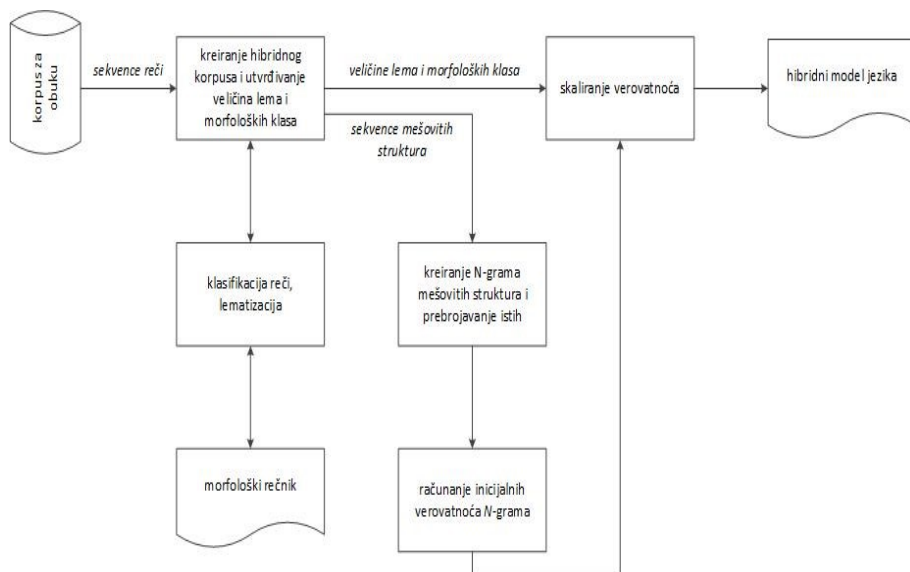 korpus za
obuku
sekvence reči
kreiranje hibridnog
korpusa i utvrđivanje
veličina lema i
morfoloških klasa
veličine lema i morfoloških klasa
sekvence mešovitih
struktura
skaliranje verovatnoća
hibridni model jezika
klasifikacija reči,
lematizacija
kreiranje N-grama
mešovitih struktura i
prebrojavanje istih
morfološki rečnik
računanje inicijalnih
verovatnoća N-grama